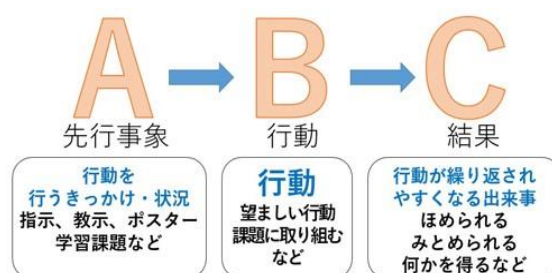 A
B
C
先行事象
行動
結果
行動を
行うきっかけ・状況
指示、教示、ポスター
学習課題など
行動
望ましい行動
課題に取り組む
など
行動が繰り返され
やすくなる出来事
ほめられる
みとめられる
何かを得るなど